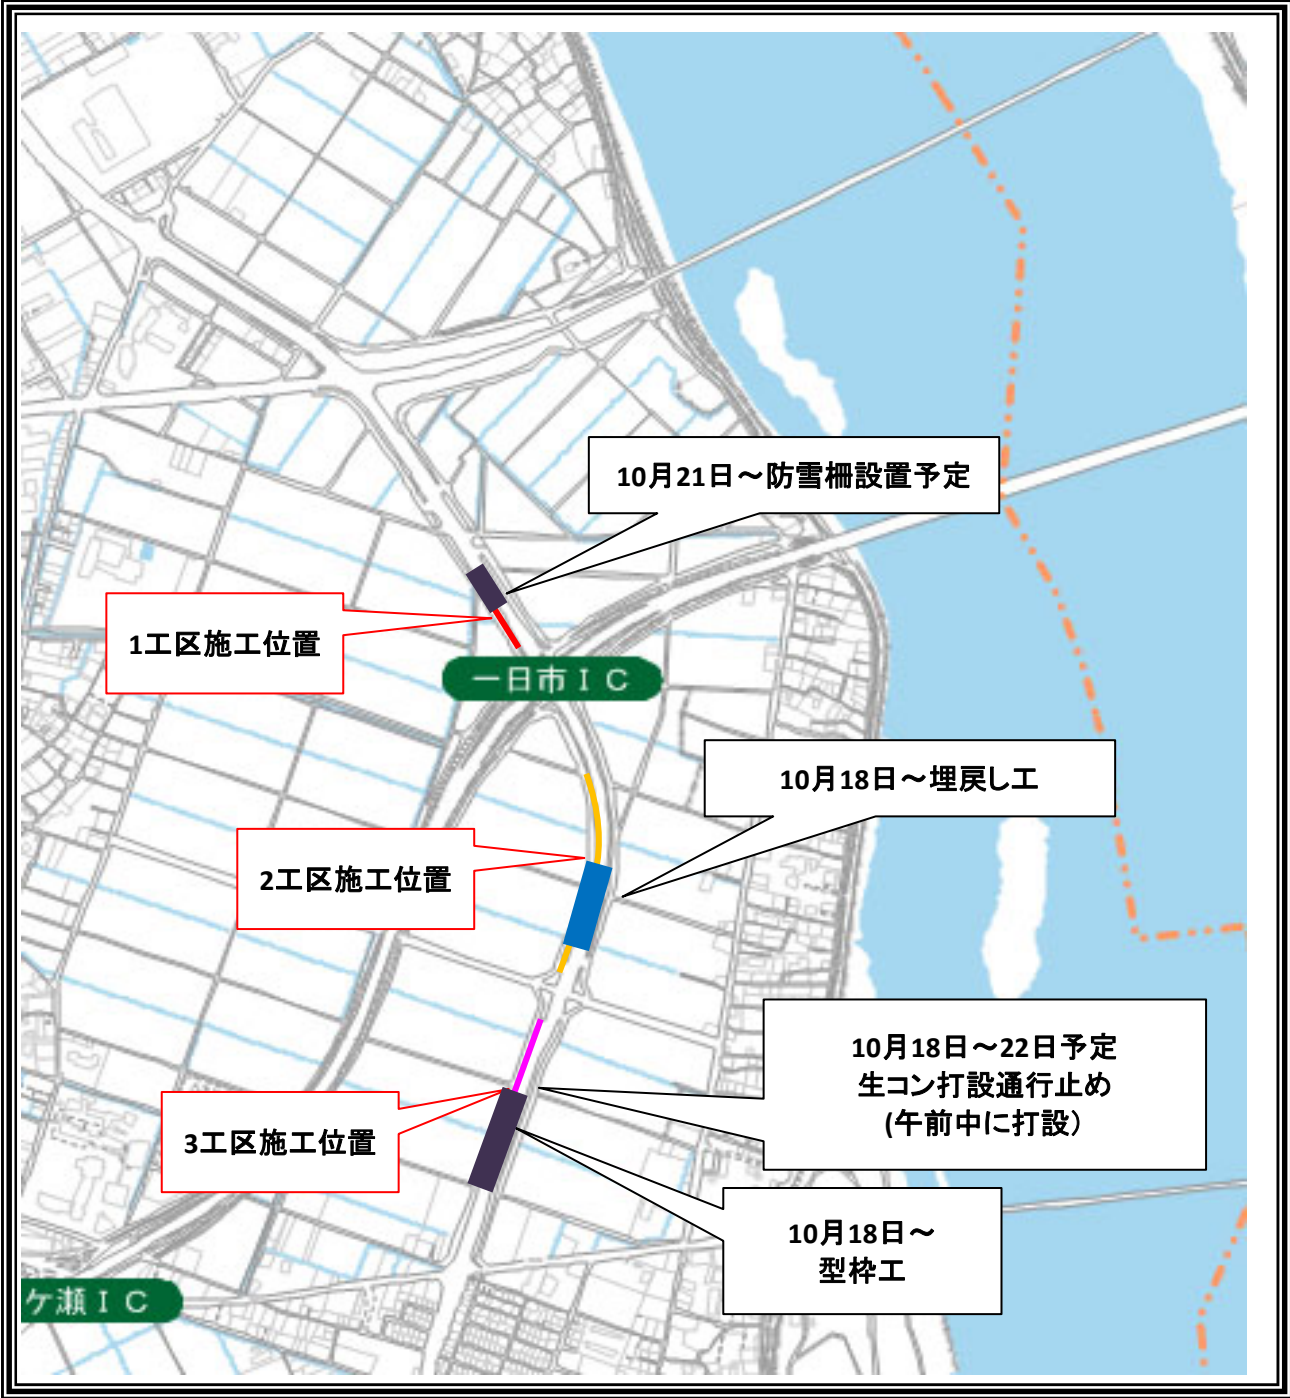 10月21日～防雪柵設置予定
1工区施工位置
一日市ＩＣ
10月18日～埋戻し工
2工区施工位置
10月18日～22日予定
生コン打設通行止め
(午前中に打設）
3工区施工位置
10月18日～
型枠工
ケ瀬ＩＣ